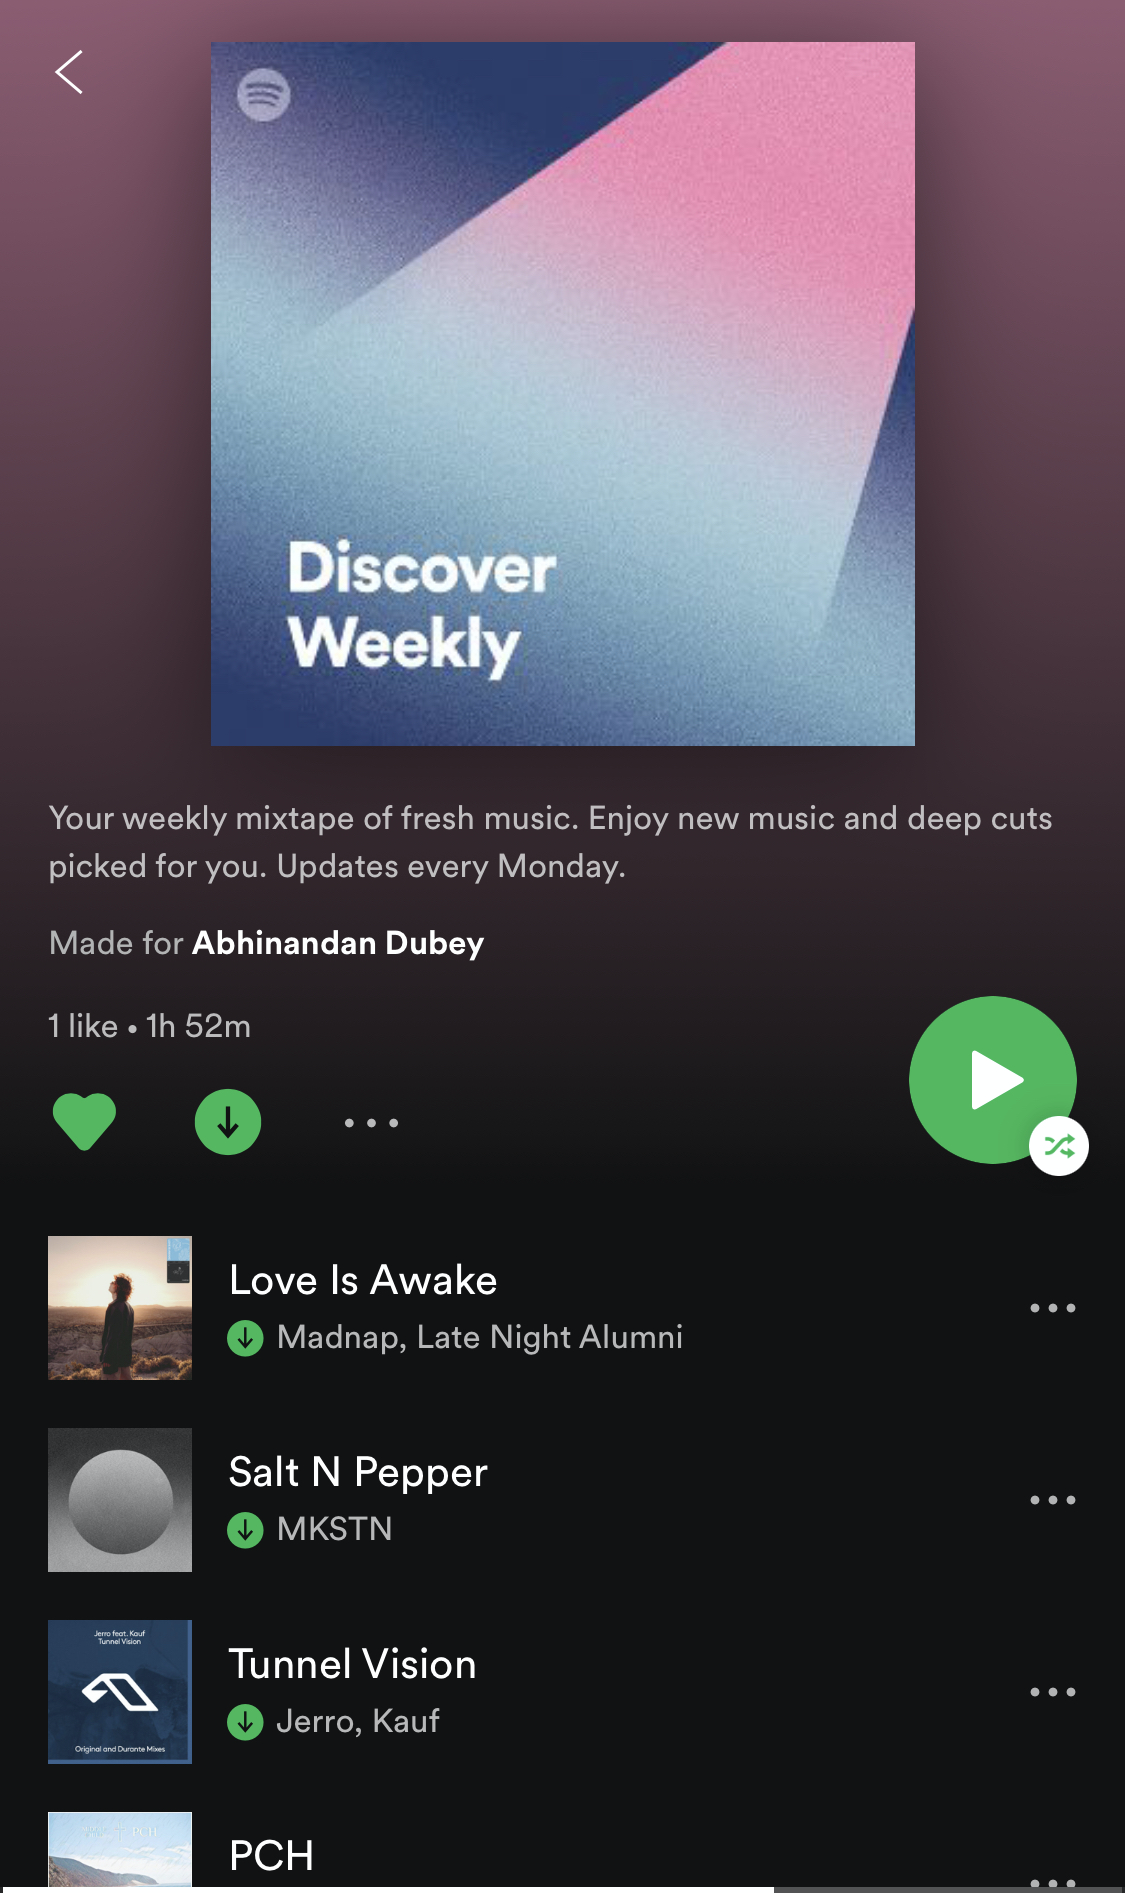 Discover
Weekly
Your weekly mixtape of fresh music. Enjoy new music and deep cuts
picked for you. Updates every Monday.
Made for Abhinandan Dubey
1 like • 1h 52m
Love Is Awake
Madnap, Late Night Alumni
Salt N Pepper
MKSTN
Jerro feat. Kauf
Tunnel Vision
Original and Durante Mixes
Tunnel Vision
Jerro, Kauf
PCH
PCH